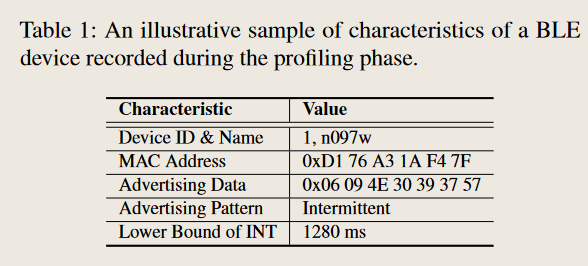 Table 1: An illustrative sample of characteristics of a BLE
device recorded during the profiling phase.
Characteristic Value
Device ID & Name 1, n097w
MAC Address 0xD1 76 A3 1A F4 7F
Advertising Data 0x06 09 4E 30 39 37 57
Advertising Pattern Intermittent
Lower Bound of INT 1280 ms